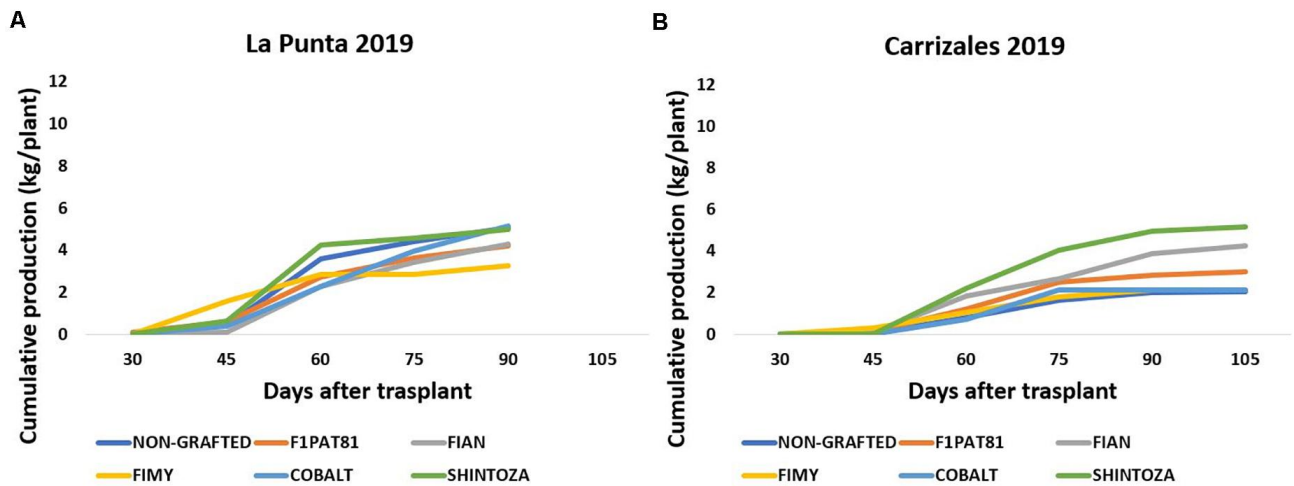 A
La Punta 2019
Cumulative production (kg/plant)
12
10
8
6
4
2
0
30 45 60 75 90 105
Days after trasplant
NON-GRAFTED F1PAT81 FIAN
FIMY COBALT SHINTOZA
B
Carrizales 2019
Cumulative production (kg/plant)
12
10
8
6
4
2
0
30 45 60 75 90 105
Days after trasplant
NON-GRAFTED F1PAT81 FIAN
FIMY COBALT SHINTOZA